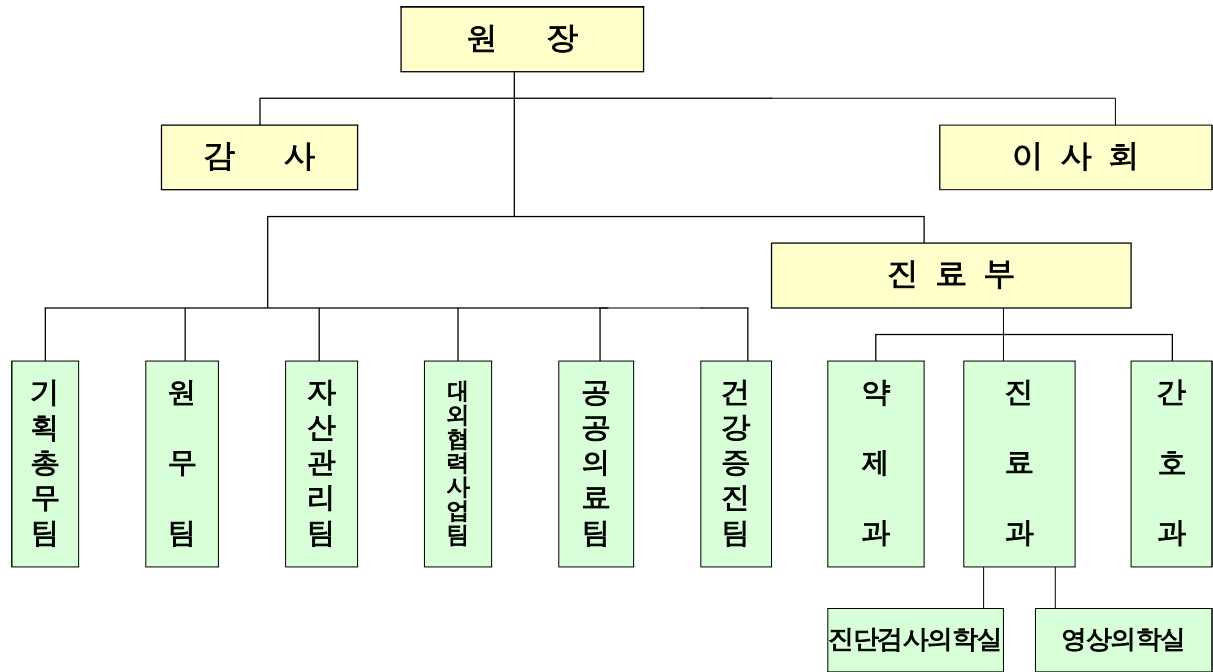 원 장
감 사
이 사 회
진 료 부
기획총무팀
원 무 팀
자산관리팀
대외협력사업팀
공공의료팀
건강증진팀
약 제 과
진 료 과
간 호 과
진단검사의학실
영상의학실